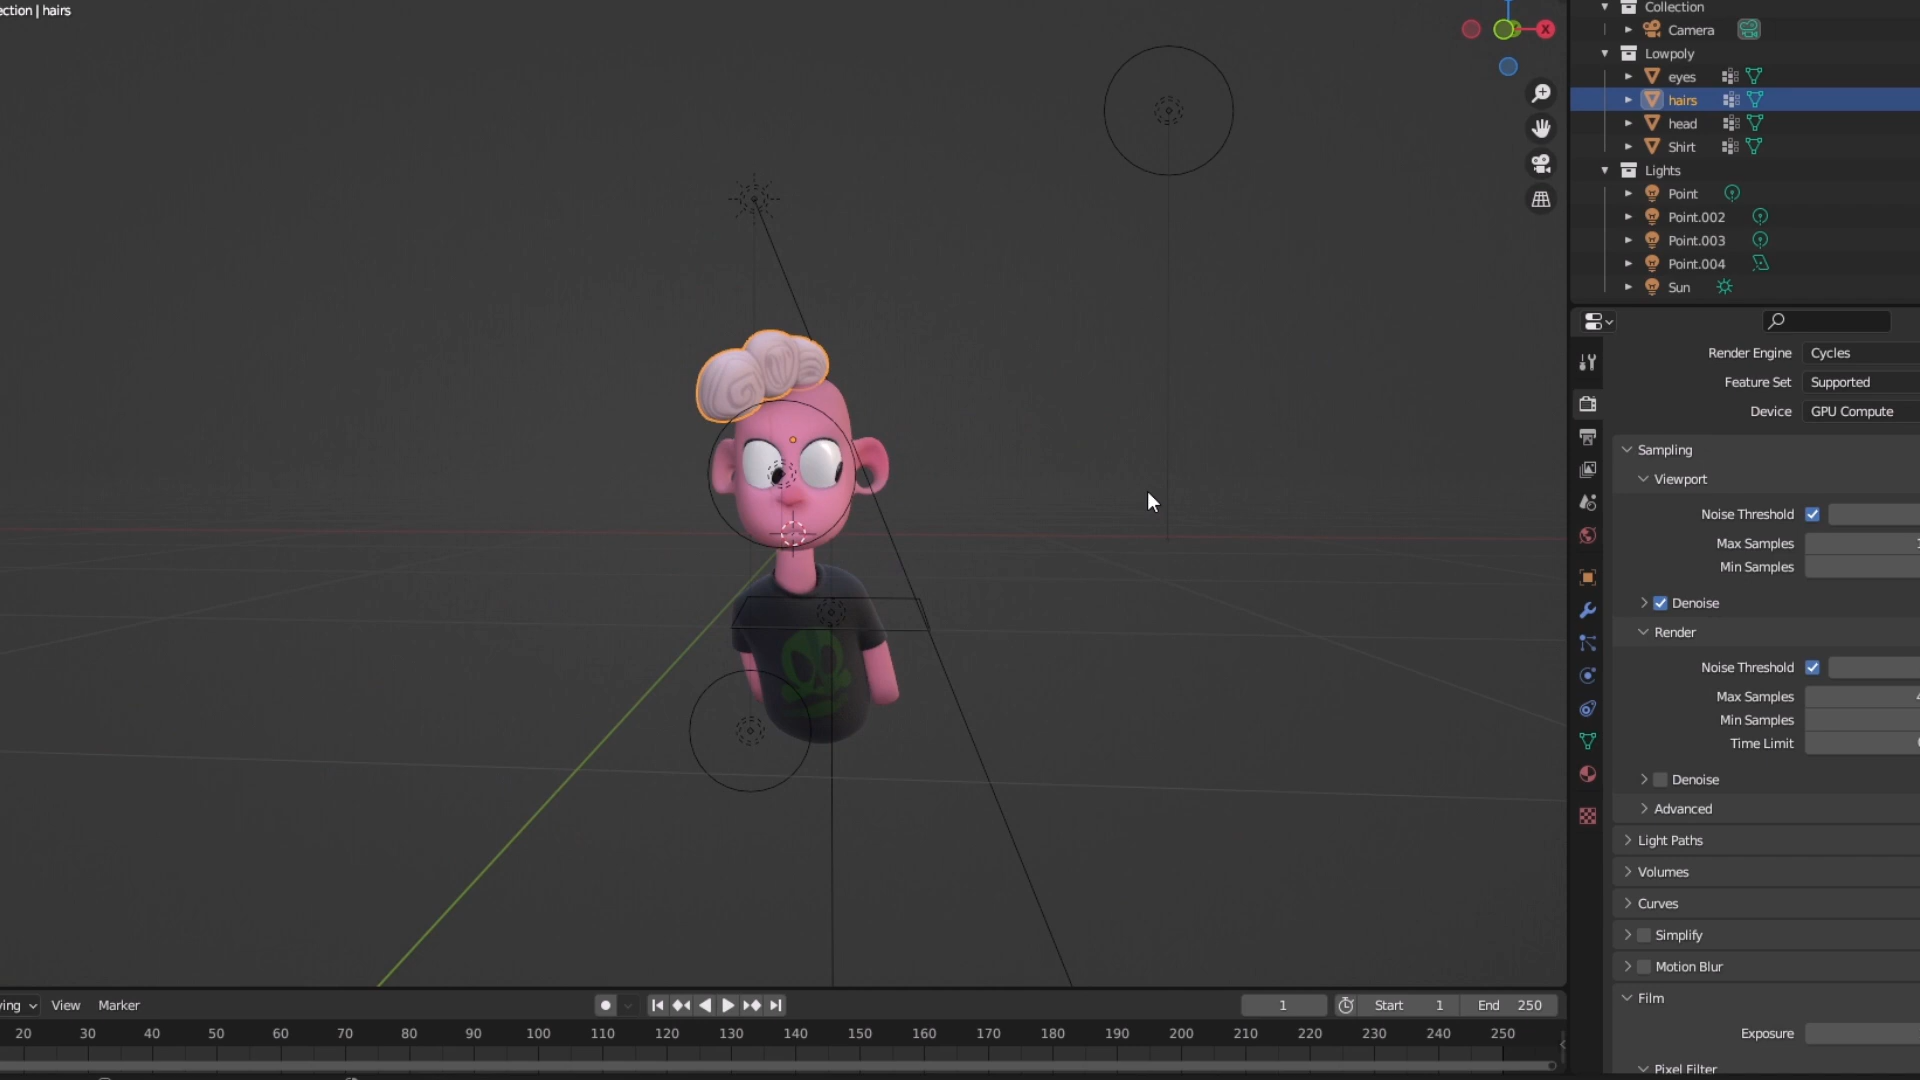 ction | hairs
X
Collection
Camera
Lowpoly
eyes
hairs
head
Shirt
Lights
Point
Point.002
Point.003
Point.004
Sun
Render Engine Cycles
Feature Set Supported
Device GPU Compute
Sampling
Viewport
Noise Threshold
Max Samples 1
Min Samples
Denoise
Render
Noise Threshold
Max Samples 4
Min Samples
Time Limit
Denoise
Advanced
Light Paths
Volumes
Curves
Simplify
Motion Blur
Film
Exposure
Pixel Filter
ying View Marker 1 Start 1 End 250
20 30 40 50 60 70 80 90 100 110 120 130 140 150 160 170 180 190 200 210 220 230 240 250